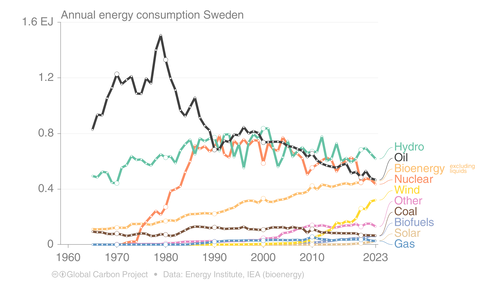 Annual energy consumption Sweden
1.6 EJ
1.2
0.8
0.4
0
1960
1970
1980
1990
2000
2010
2023
Hydro
Oil
Bioenergy excluding liquids
Nuclear
Wind
Other
Coal
Biofuels
Solar
Gas
Global Carbon Project • Data: Energy Institute, IEA (bioenergy)